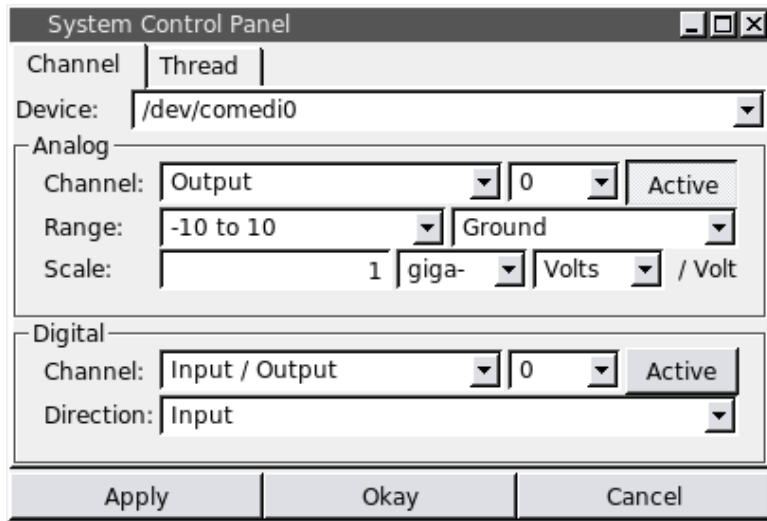 System Control Panel
Channel Thread
Device: /dev/comedi0
Analog
Channel: Output 0 Active
Range: -10 to 10 Ground
Scale: 1 giga- Volts / Volt
Digital
Channel: Input / Output 0 Active
Direction: Input
Apply Okay Cancel